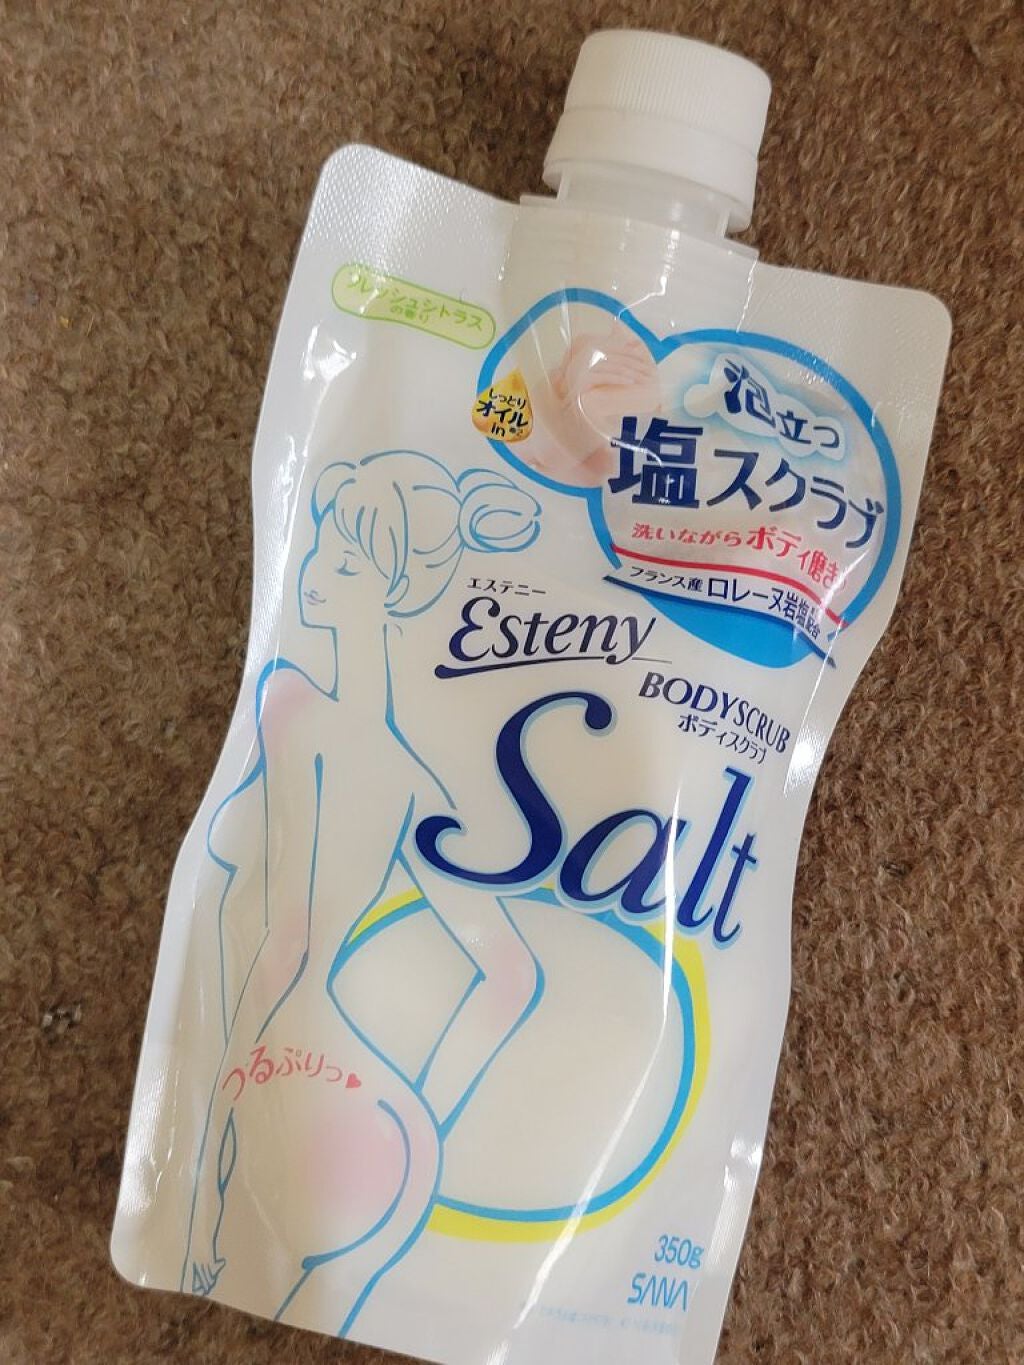 フレッシュシトラス
の香り
しっとり
オイル
in
泡立つ
塩スクラブ
洗いながらボディ磨き
フランス産 ロレーヌ岩塩配合
エステニー
Esteny
BODYSCRUB
ボディスクラブ
Salt
つるぷりっ♥
350g
SANA